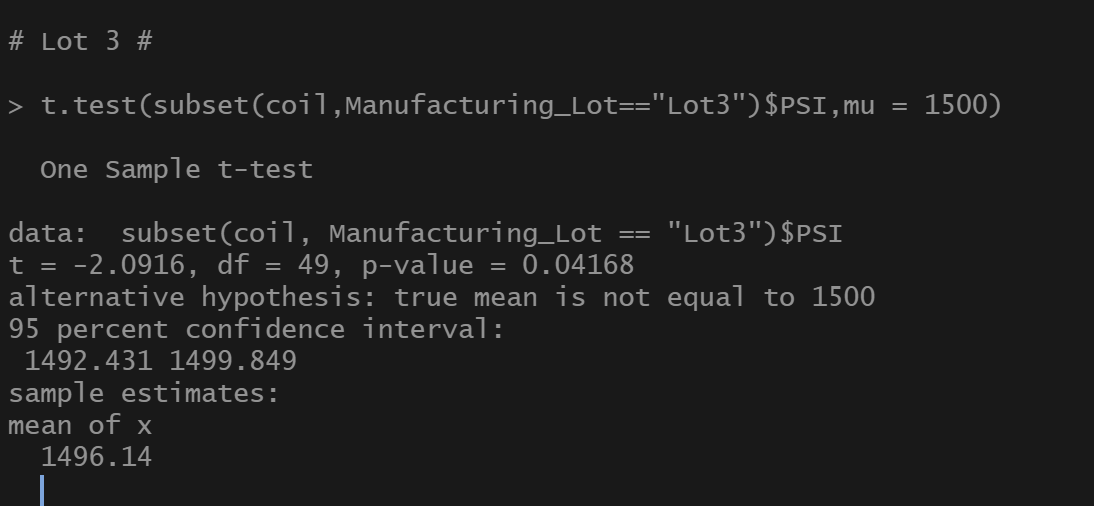 # Lot 3 #
> t.test(subset(coil,Manufacturing_Lot=="Lot3")$PSI,mu = 1500)
One Sample t-test
data:  subset(coil, Manufacturing_Lot == "Lot3")$PSI
t = -2.0916, df = 49, p-value = 0.04168
alternative hypothesis: true mean is not equal to 1500
95 percent confidence interval:
1492.431 1499.849
sample estimates:
mean of x
1496.14